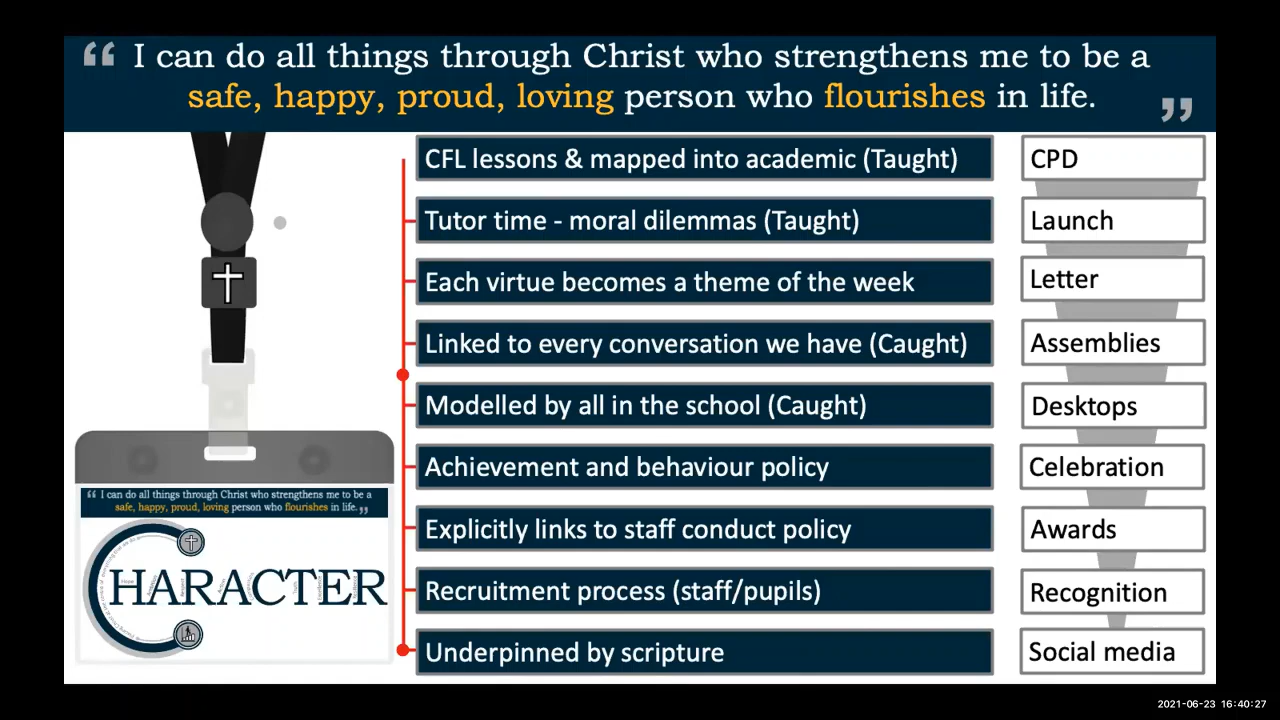 “ I can do all things through Christ who strengthens me to be a
safe, happy, proud, loving person who flourishes in life. ”
CFL lessons & mapped into academic (Taught)
CPD
Tutor time - moral dilemmas (Taught)
Launch
Each virtue becomes a theme of the week
Letter
Linked to every conversation we have (Caught)
Assemblies
Modelled by all in the school (Caught)
Desktops
Achievement and behaviour policy
Celebration
Explicitly links to staff conduct policy
Awards
Recruitment process (staff/pupils)
Recognition
Underpinned by scripture
Social media
“ I can do all things through Christ who strengthens me to be a
safe, happy, proud, loving person who flourishes in life. ”
CHARACTER
2021-06-23 16:40:27